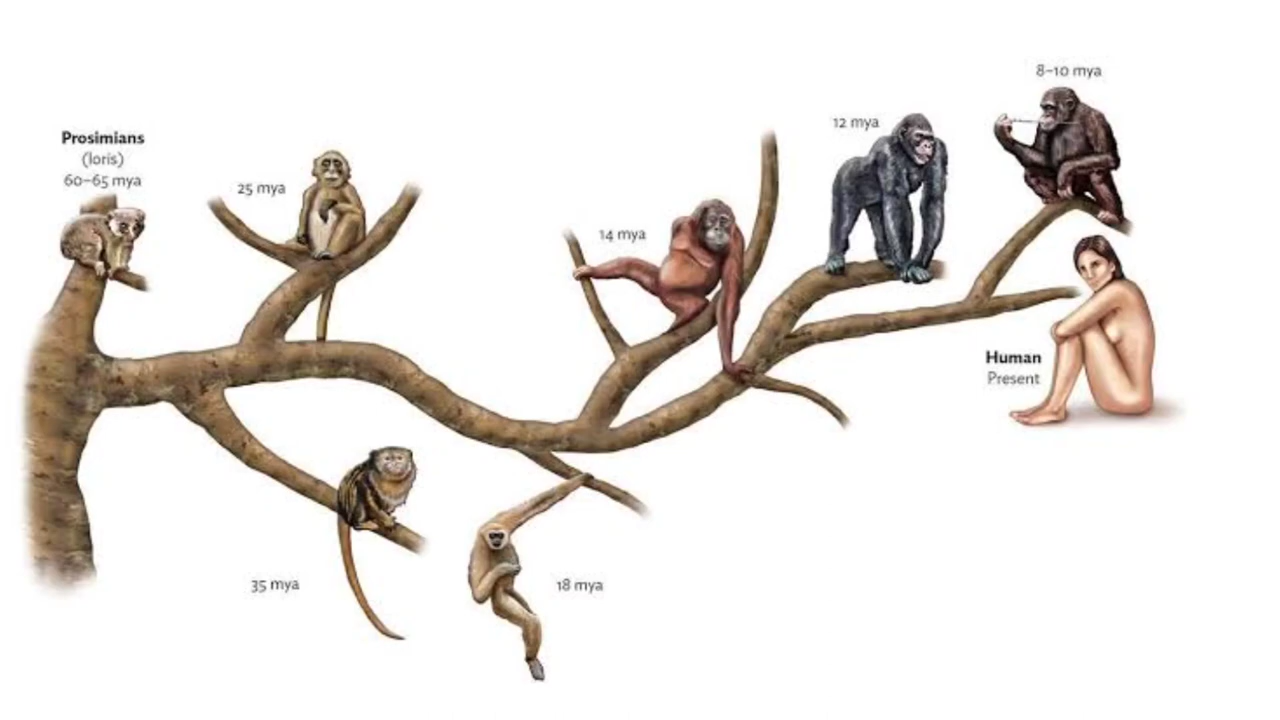 Prosimians
(loris)
60–65 mya
25 mya
35 mya
18 mya
14 mya
12 mya
8–10 mya
Human
Present